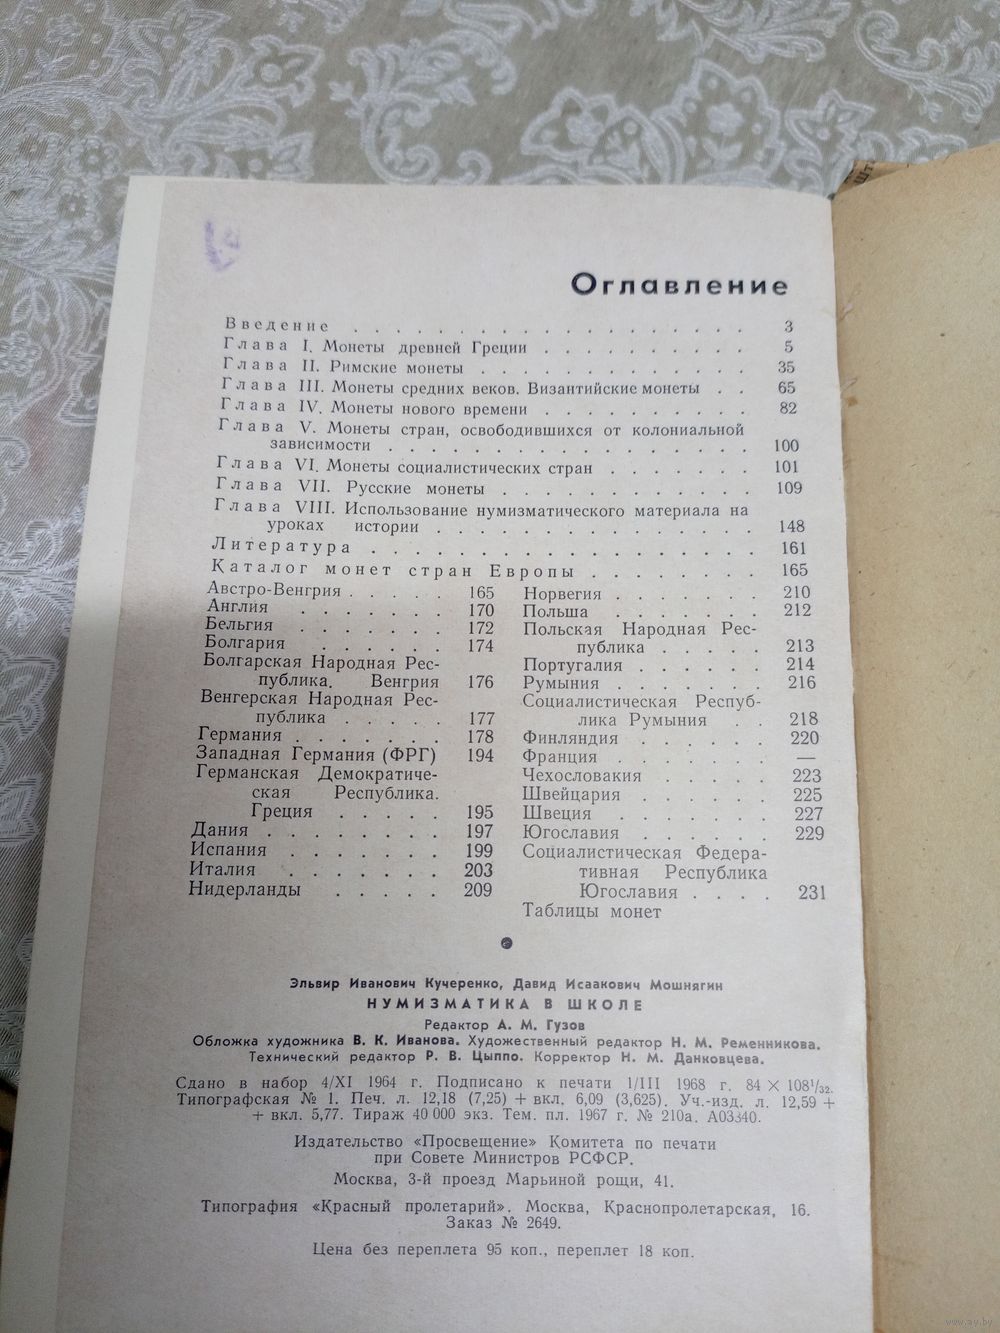 Оглавление
Введение . . . . . . . . . . . . . . . . . . . 3
Глава I. Монеты древней Греции . . . . . . . . . . 5
Глава II. Римские монеты . . . . . . . . . . . . . 35
Глава III. Монеты средних веков. Византийские монеты . . 65
Глава IV. Монеты нового времени . . . . . . . . . . 82
Глава V. Монеты стран, освободившихся от колониальной
зависимости . . . . . . . . . . . . . . . . . 100
Глава VI. Монеты социалистических стран . . . . . . . 101
Глава VII. Русские монеты . . . . . . . . . . . . 109
Глава VIII. Использование нумизматического материала на
уроках истории . . . . . . . . . . . . . . . 148
Литература . . . . . . . . . . . . . . . . . . 161
Каталог монет стран Европы . . . . . . . . 165
Австро-Венгрия . . . . . 165
Англия . . . . . . . 170
Бельгия . . . . . . . 172
Болгария . . . . . . 174
Болгарская Народная Рес-
публика. Венгрия 176
Венгерская Народная Рес-
публика . . . . . 177
Германия . . . . . . . 178
Западная Германия (ФРГ) 194
Германская Демократиче-
ская Республика.
Греция . . . . . 195
Дания . . . . . . . . 197
Испания . . . . . . . 199
Италия . . . . . . . 203
Нидерланды . . . . . 209
Норвегия . . . . . . . 210
Польша . . . . . . . 212
Польская Народная Рес-
публика . . . . . 213
Португалия . . . . . . 214
Румыния . . . . . . . 216
Социалистическая Респуб-
лика Румыния . . 218
Финляндия . . . . . . 220
Франция . . . . . . . —
Чехословакия . . . . . 223
Швейцария . . . . . . 225
Швеция . . . . . . . 227
Югославия . . . . . . 229
Социалистическая Федера-
тивная Республика
Югославия . . . . 231
Таблицы монет
Эльвир Иванович Кучеренко, Давид Исаакович Мошнягин
НУМИЗМАТИКА В ШКОЛЕ
Редактор А. М. Гузов
Обложка художника В. К. Иванова. Художественный редактор Н. М. Ременникова.
Технический редактор Р. В. Цыппо. Корректор Н. М. Данковцева.
Сдано в набор 4/XI 1964 г. Подписано к печати 1/III 1968 г. 84 × 108¹/₃₂.
Типографская № 1. Печ. л. 12,18 (7,25) + вкл. 6,09 (3,625). Уч.-изд. л. 12,59 +
+ вкл. 5,77. Тираж 40 000 экз. Тем. пл. 1967 г. № 210а. А03340.
Издательство «Просвещение» Комитета по печати
при Совете Министров РСФСР.
Москва, 3-й проезд Марьиной рощи, 41.
Типография «Красный пролетарий». Москва, Краснопролетарская, 16.
Заказ № 2649.
Цена без переплета 95 коп., переплет 18 коп.
www.ay.by